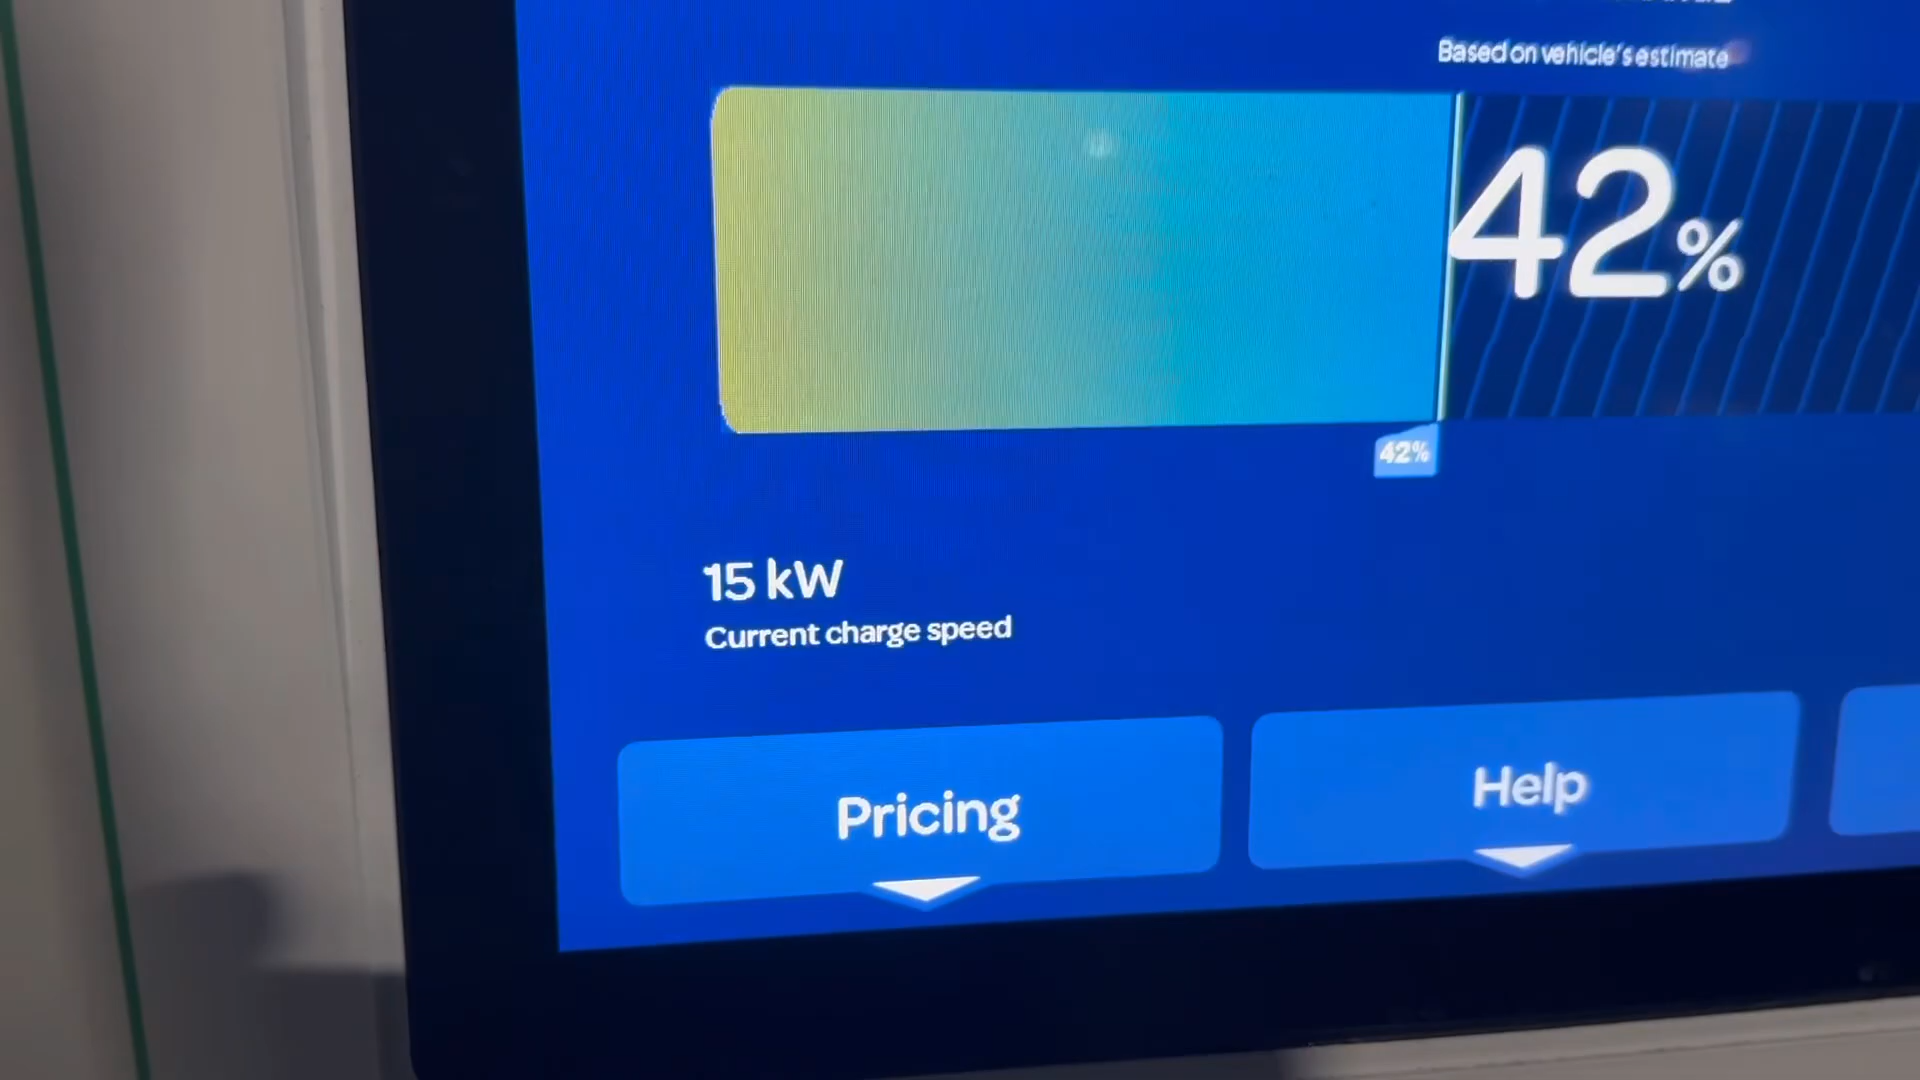 Based on vehicle's estimate
42%
42%
15 kW
Current charge speed
Pricing
Help